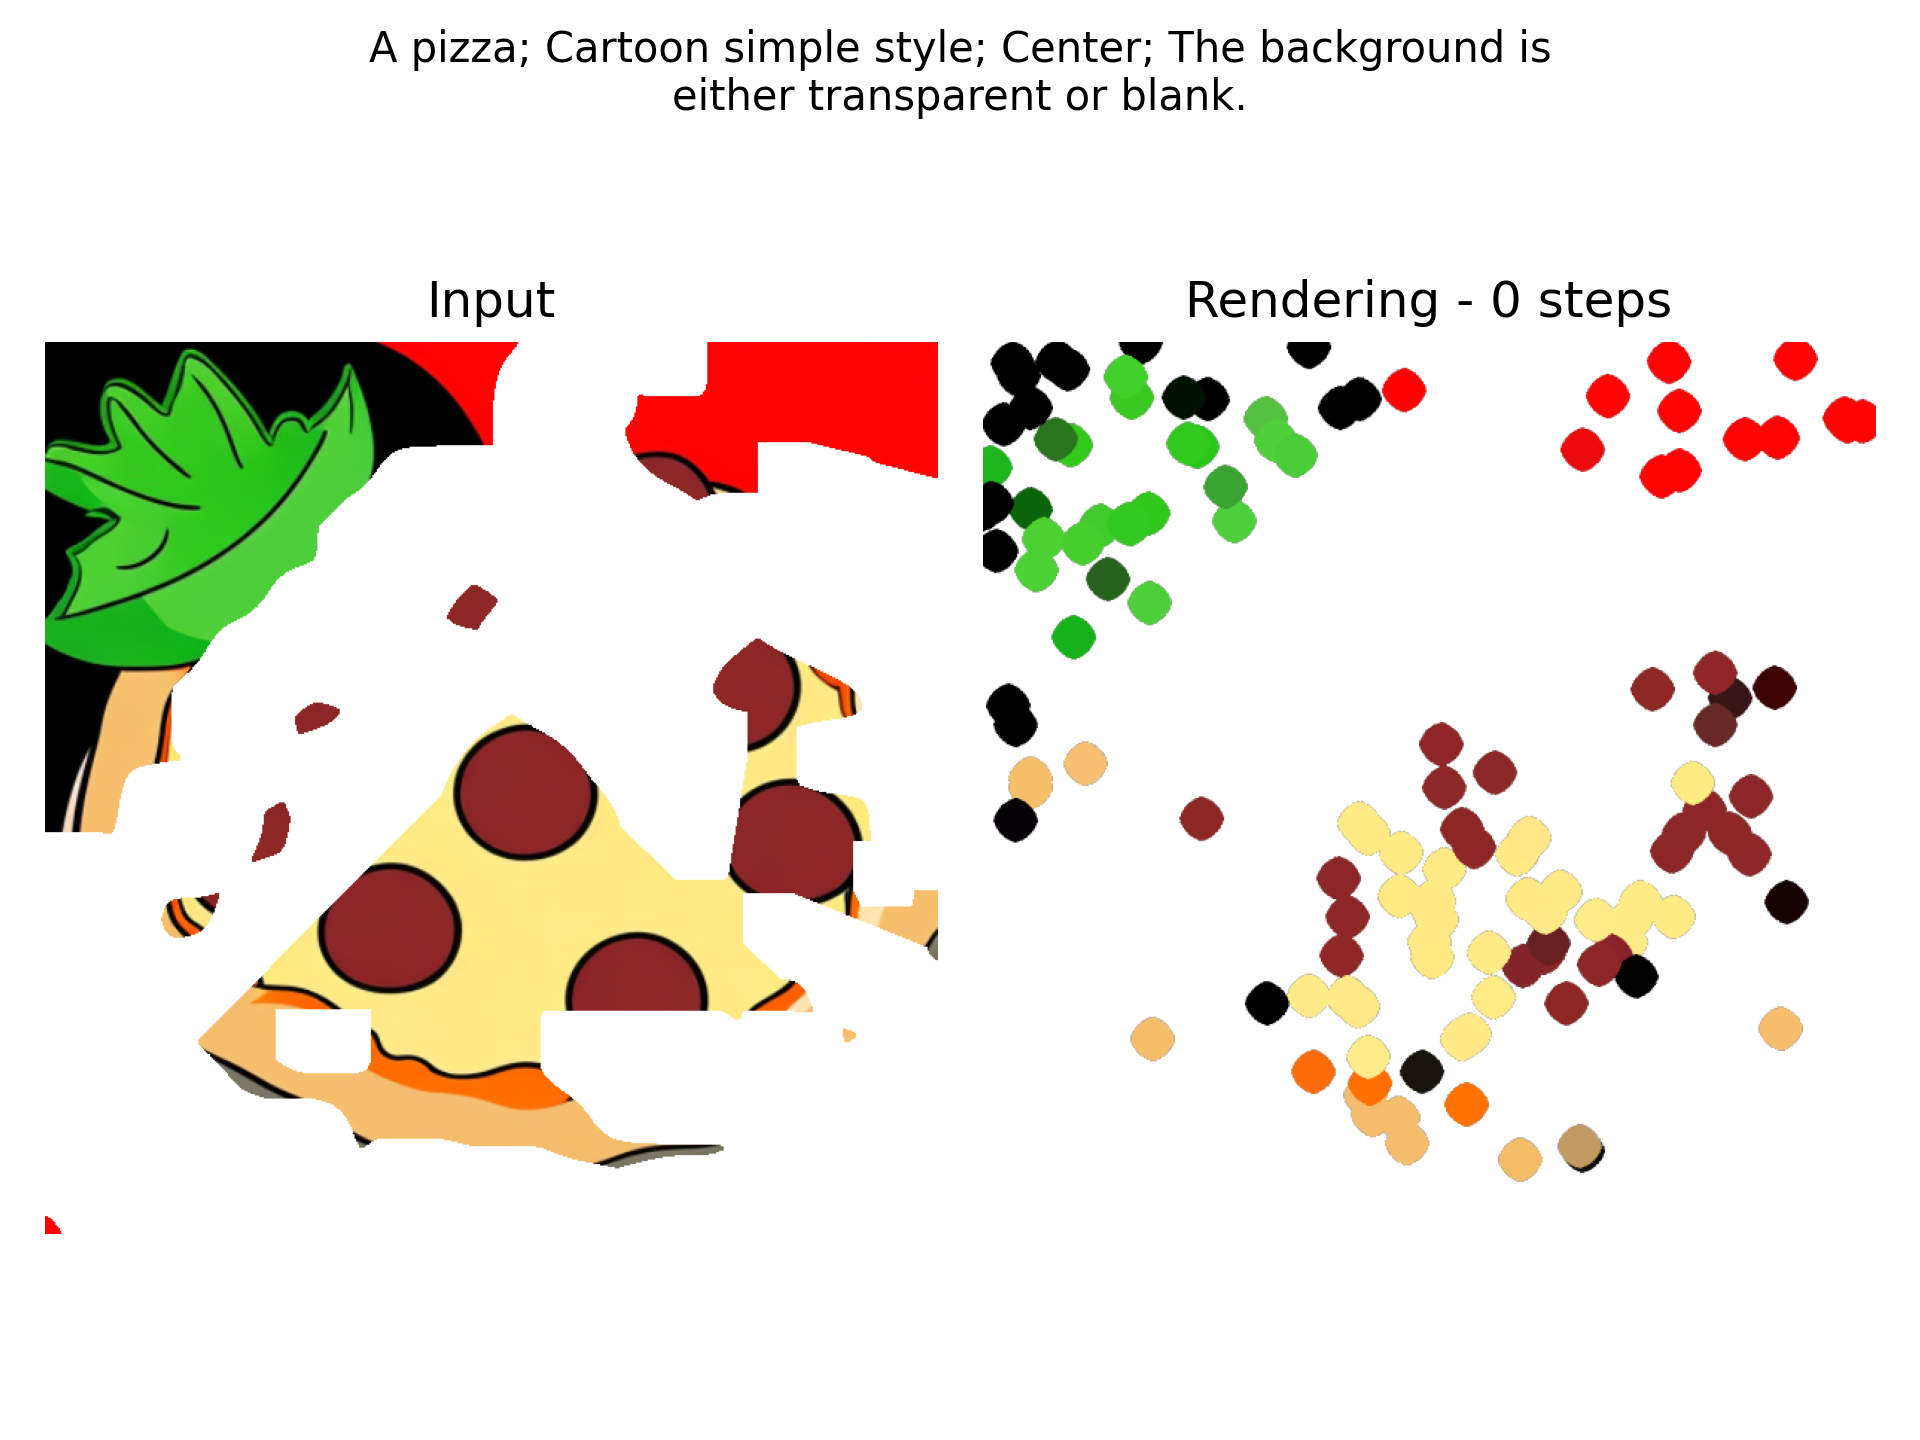 A pizza; Cartoon simple style; Center; The background is
either transparent or blank.
Input
Rendering - 0 steps